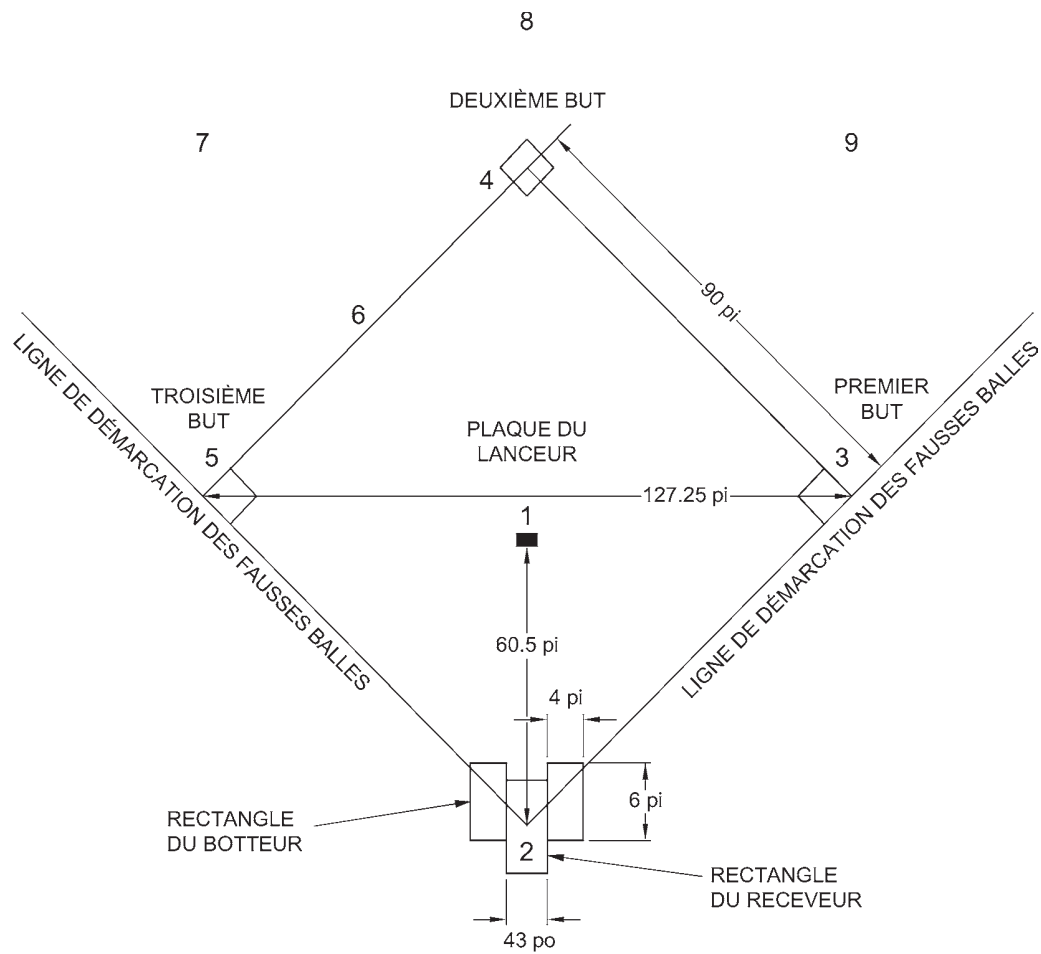 8
DEUXIÈME BUT
7
9
4
90 pi
6
LIGNE DE DÉMARCATION DES FAUSSES BALLES
TROISIÈME
BUT
PREMIER
BUT
5
PLAQUE DU
LANCEUR
3
127.25 pi
1
LIGNE DE DÉMARCATION DES FAUSSES BALLES
60.5 pi
4 pi
6 pi
RECTANGLE
DU BOTTEUR
2
RECTANGLE
DU RECEVEUR
43 po